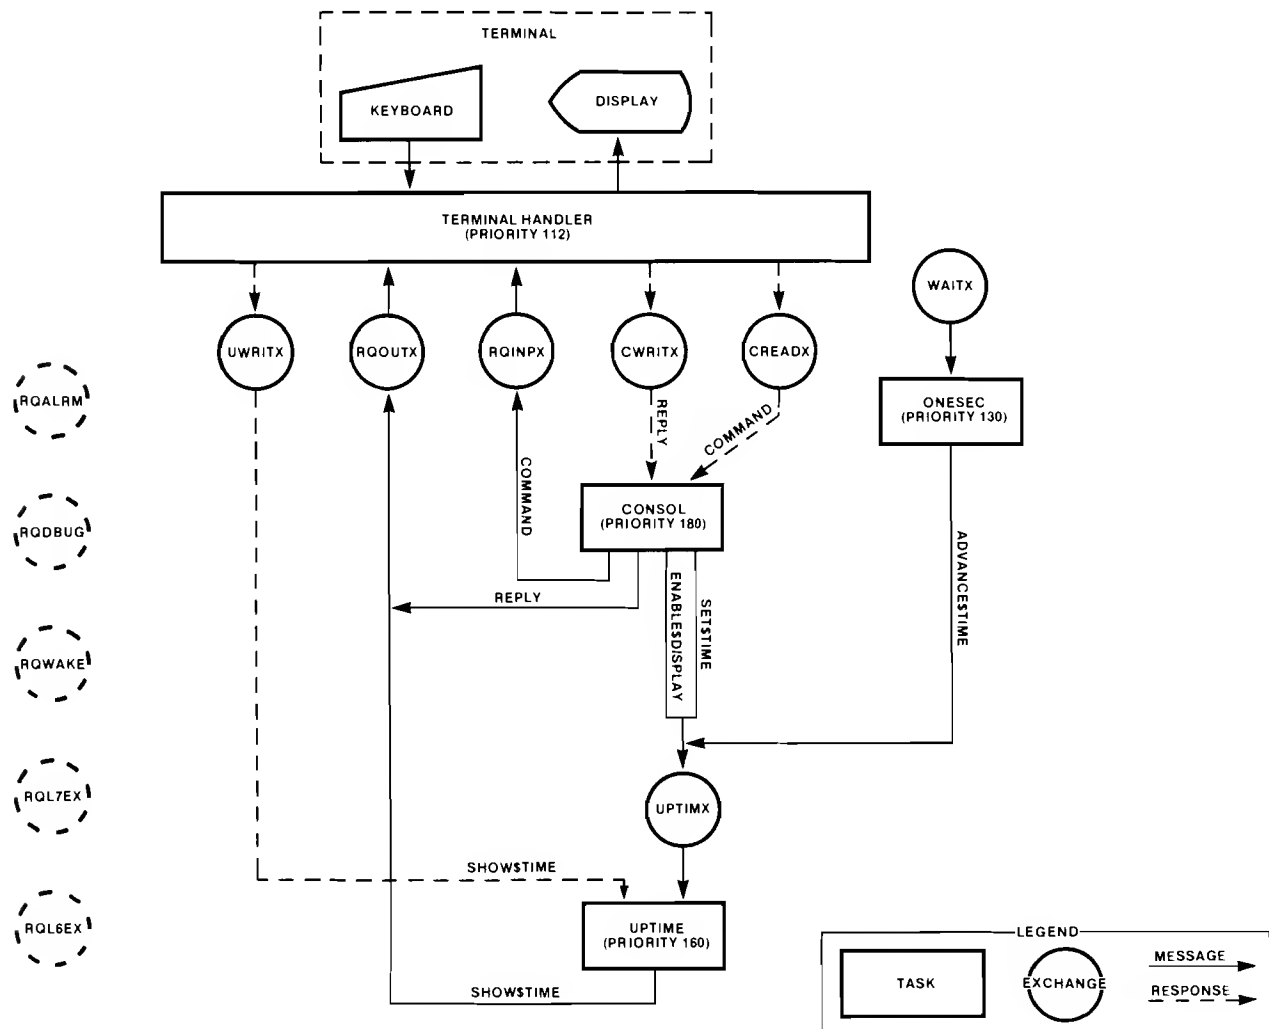 TERMINAL
KEYBOARD
DISPLAY
TERMINAL HANDLER
(PRIORITY 112)
WAITX
UWRITX
RQOUTX
RQINPX
CWRITX
CREADX
RQALRM
ONESEC
(PRIORITY 130)
REPLY
COMMAND
COMMAND
CONSOL
(PRIORITY 180)
RQDBUG
ADVANCE$TIME
ENABLE$DISPLAY
SET$TIME
REPLY
RQWAKE
RQL7EX
UPTIMX
SHOW$TIME
RQL6EX
UPTIME
(PRIORITY 160)
SHOW$TIME
LEGEND
TASK
EXCHANGE
MESSAGE
RESPONSE